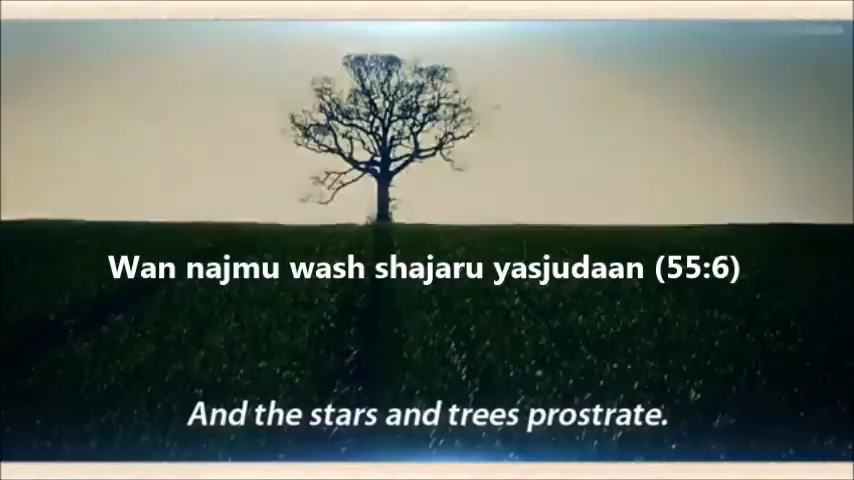 Wan najmu wash shajaru yasjudaan (55:6)
And the stars and trees prostrate.